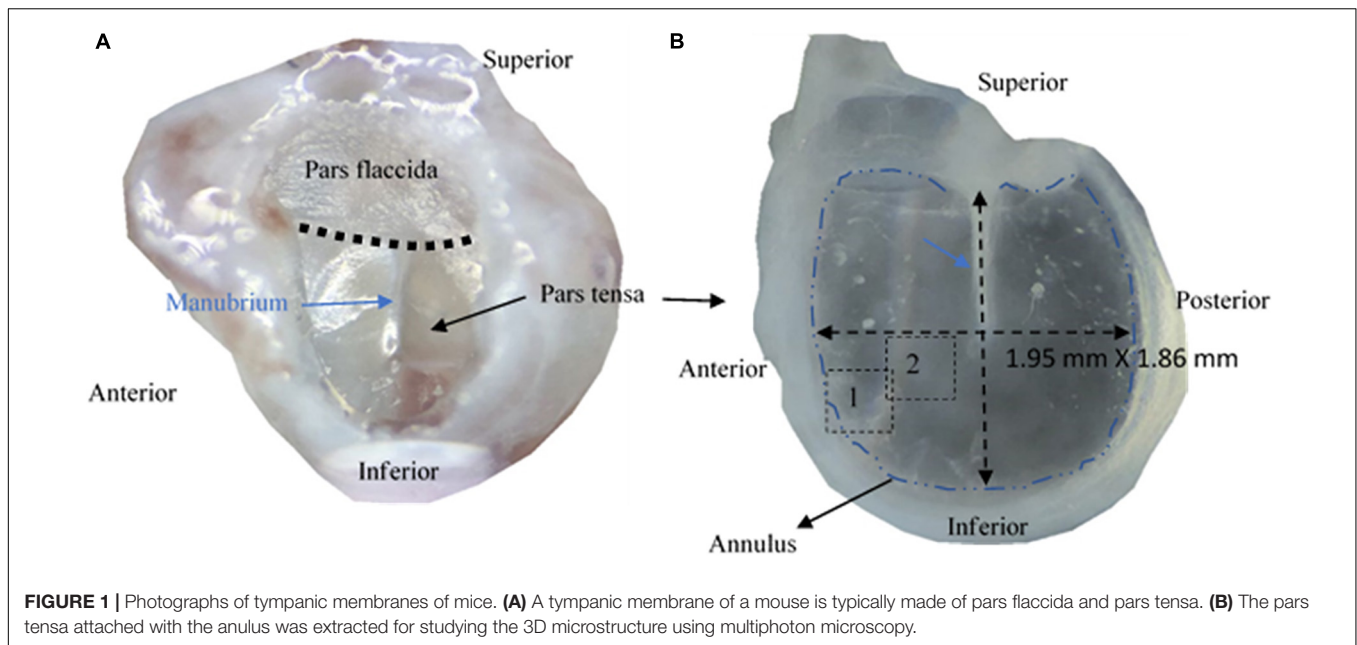 A
Superior
Pars flaccida
Manubrium
Pars tensa
Anterior
Inferior
B
Superior
Posterior
Anterior
1.95 mm X 1.86 mm
2
1
Inferior
Annulus
FIGURE 1 | Photographs of tympanic membranes of mice. (A) A tympanic membrane of a mouse is typically made of pars flaccida and pars tensa. (B) The pars
tensa attached with the anulus was extracted for studying the 3D microstructure using multiphoton microscopy.